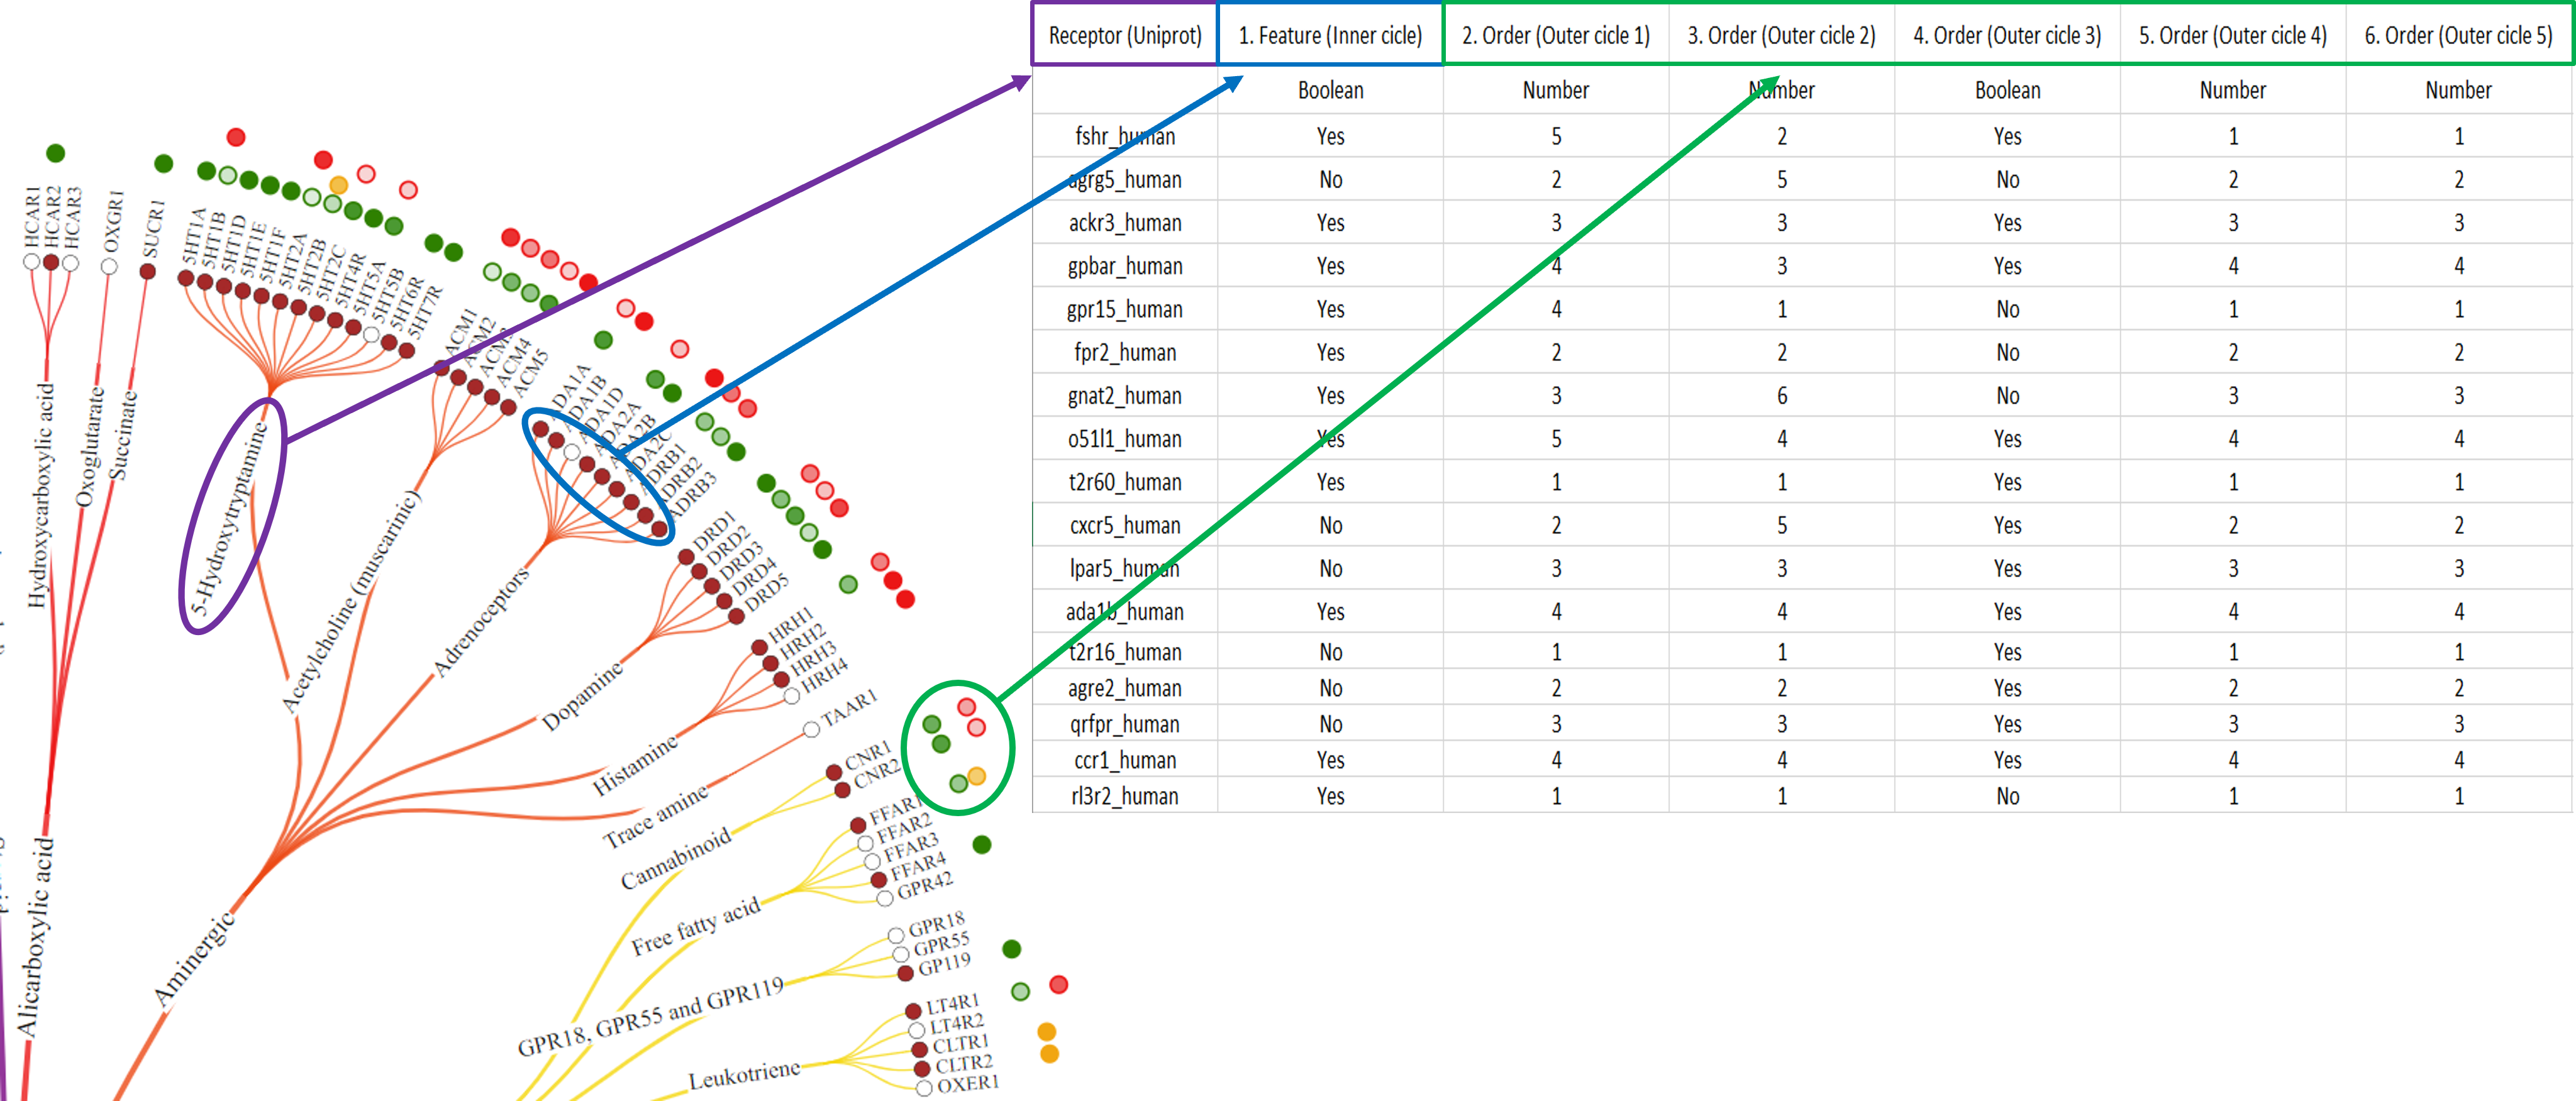 HCAR1
HCAR2
HCAR3
OXGR1
SUCR1
5HT1A
5HT1B
5HT1D
5HT1E
5HT1F
5HT2A
5HT2B
5HT2C
5HT4R
5HT5A
5HT5B
5HT6R
5HT7R
ACM1
ACM2
ACM3
ACM4
ACM5
ADA1A
ADA1B
ADA1D
ADA2A
ADA2B
ADA2C
ADRB1
ADRB2
ADRB3
DRD1
DRD2
DRD3
DRD4
DRD5
HRH1
HRH2
HRH3
HRH4
TAAR1
CNR1
CNR2
FFAR1
FFAR2
FFAR3
FFAR4
GPR42
GPR18
GPR55
GP119
LT4R1
LT4R2
CLTR1
CLTR2
OXER1
Hydroxycarboxylic acid
Oxoglutarate
Succinate
5-Hydroxytryptamine
Acetylcholine (muscarinic)
Adrenoceptors
Dopamine
Histamine
Trace amine
Cannabinoid
Free fatty acid
GPR18, GPR55 and GPR119
Leukotriene
Alicarboxylic acid
Aminergic
Receptor (Uniprot) 1. Feature (Inner cicle) 2. Order (Outer cicle 1) 3. Order (Outer cicle 2) 4. Order (Outer cicle 3) 5. Order (Outer cicle 4) 6. Order (Outer cicle 5)
Boolean Number Number Boolean Number Number
fshr_human Yes 5 2 Yes 1 1
agrg5_human No 2 5 No 2 2
ackr3_human Yes 3 3 Yes 3 3
gpbar_human Yes 4 3 Yes 4 4
gpr15_human Yes 4 1 No 1 1
fpr2_human Yes 2 2 No 2 2
gnat2_human Yes 3 6 No 3 3
o51l1_human Yes 5 4 Yes 4 4
t2r60_human Yes 1 1 Yes 1 1
cxcr5_human No 2 5 Yes 2 2
lpar5_human No 3 3 Yes 3 3
ada1b_human Yes 4 4 Yes 4 4
t2r16_human No 1 1 Yes 1 1
agre2_human No 2 2 Yes 2 2
qrfpr_human No 3 3 Yes 3 3
ccr1_human Yes 4 4 Yes 4 4
rl3r2_human Yes 1 1 No 1 1